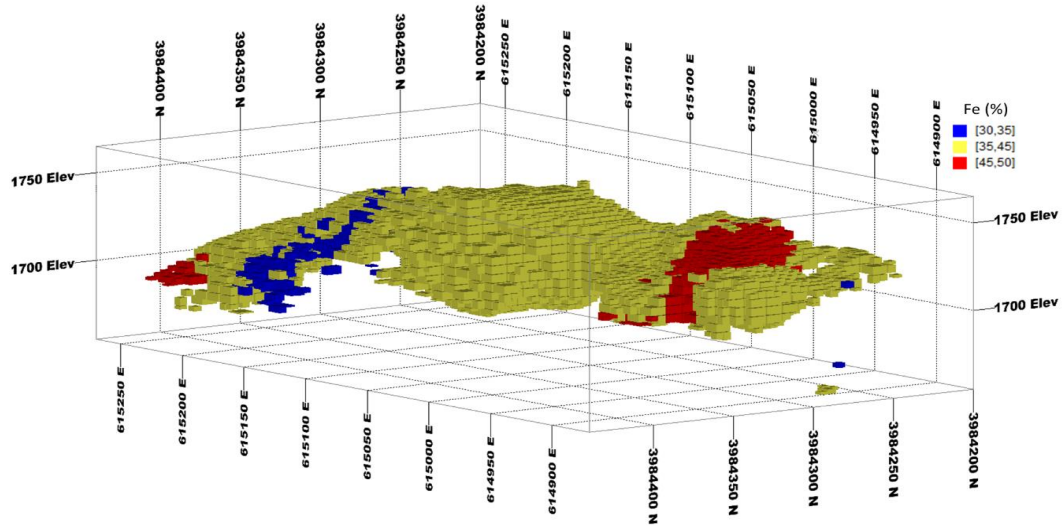 3984400 N
3984350 N
3984300 N
3984250 N
3984200 N
615250 E
615200 E
615150 E
615100 E
615050 E
615000 E
614950 E
614900 E
Fe (%)
[30,35]
[35,45]
[45,50]
1750 Elev
1700 Elev
1750 Elev
1700 Elev
615250 E
615200 E
615150 E
615100 E
615050 E
615000 E
614950 E
614900 E
3984400 N
3984350 N
3984300 N
3984250 N
3984200 N